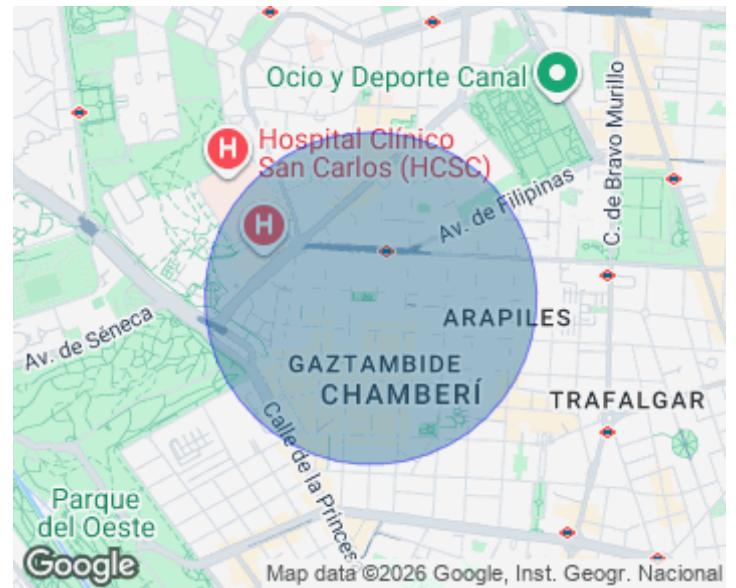 Ocio y Deporte Canal
H
Hospital Clínico
San Carlos (HCSC)
H
C. de Bravo Murillo
Av. de Filipinas
Av. de Séneca
ARAPILES
GAZTAMBIDE
CHAMBERÍ
TRAFALGAR
Calle de la Princes
Parque
del Oeste
Google
Map data ©2026 Google, Inst. Geogr. Nacional